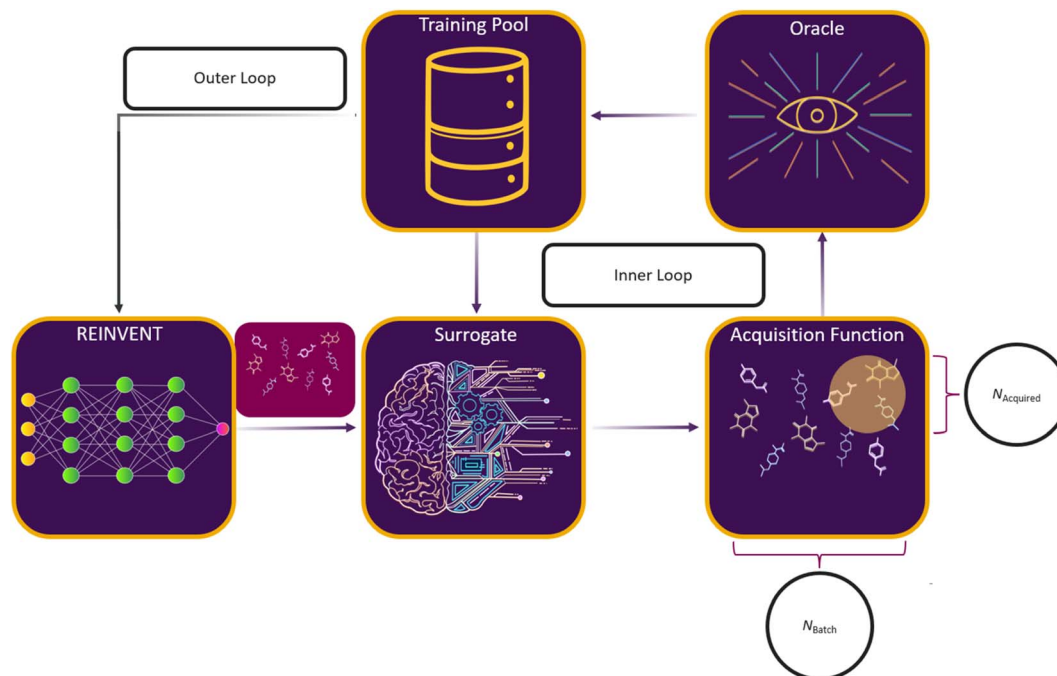 Training Pool
Oracle
Outer Loop
Inner Loop
REINVENT
Surrogate
Acquisition Function
NAcquired
NBatch